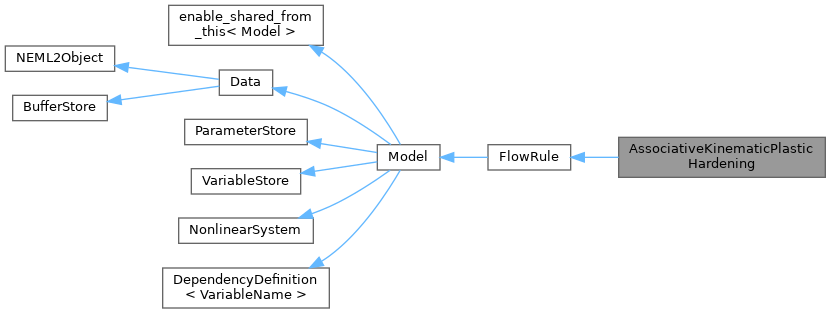 enable_shared_from
_this< Model >
NEML2Object
Data
BufferStore
ParameterStore
AssociativeKinematicPlastic
Hardening
Model
FlowRule
VariableStore
NonlinearSystem
DependencyDefinition
< VariableName >